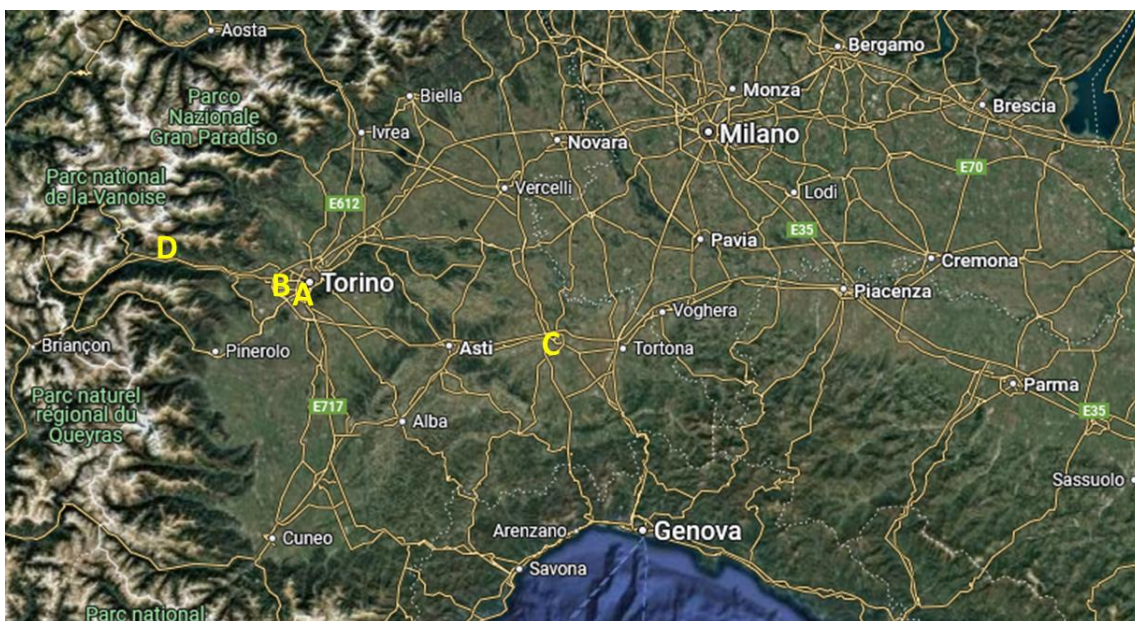 Aosta
Bergamo
Parco
Nazionale
Gran Paradiso
Biella
Monza
Brescia
Ivrea
Novara
Milano
E70
Parc national
de la Vanoise
Vercelli
Lodi
E612
E35
Pavia
D
Cremona
B
A
Torino
Piacenza
Voghera
Briançon
Pinerolo
Asti
C
Tortona
Parma
Parc naturel
régional du
Queyras
E717
Alba
E35
Sassuolo
Cuneo
Arenzano
Genova
Savona
Parc national